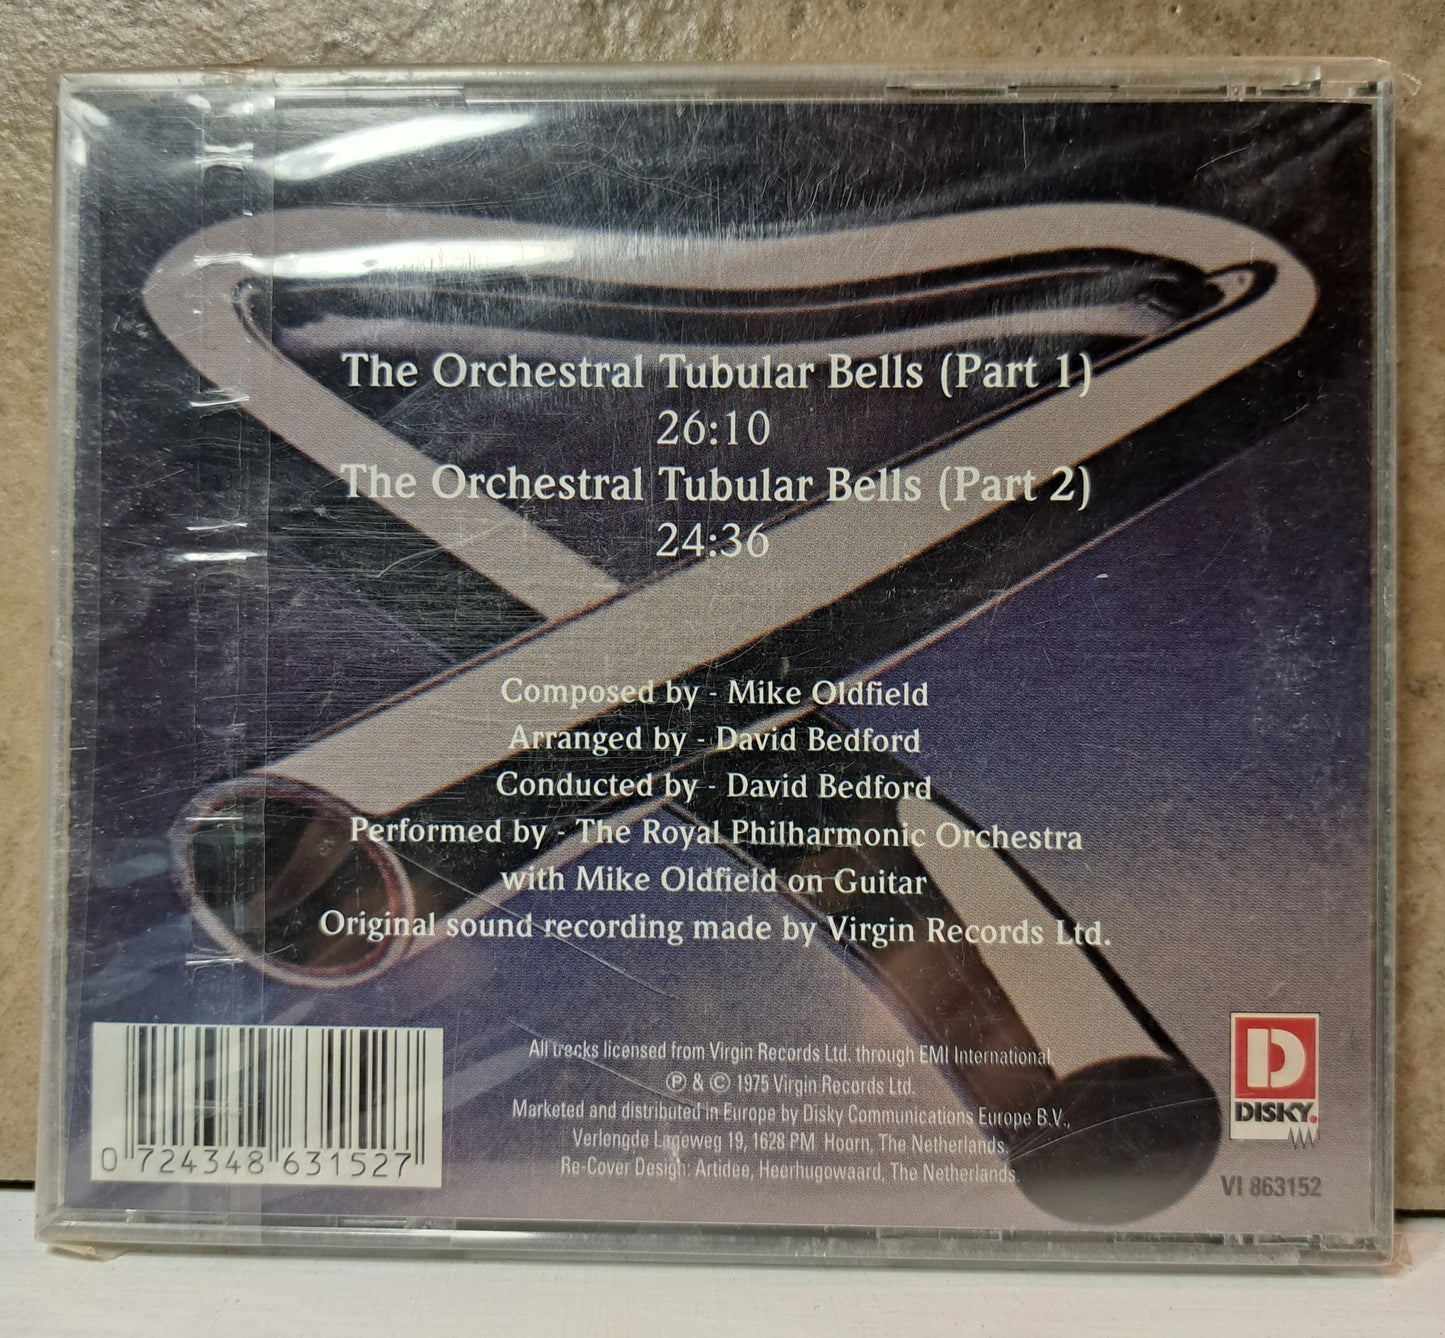 The Orchestral Tubular Bells (Part 1)
26:10
The Orchestral Tubular Bells (Part 2)
24:36
Composed by - Mike Oldfield
Arranged by - David Bedford
Conducted by - David Bedford
Performed by - The Royal Philharmonic Orchestra
with Mike Oldfield on Guitar
Original sound recording made by Virgin Records Ltd.
All tracks licensed from Virgin Records Ltd. through EMI International
℗ & © 1975 Virgin Records Ltd.
Marketed and distributed in Europe by Disky Communications Europe B.V.,
Verlengde Lageweg 19, 1628 PM Hoorn, The Netherlands.
Re-Cover Design: Artidee, Heerhugowaard, The Netherlands.
0 724348 631527
D
DISKY.
VI 863152